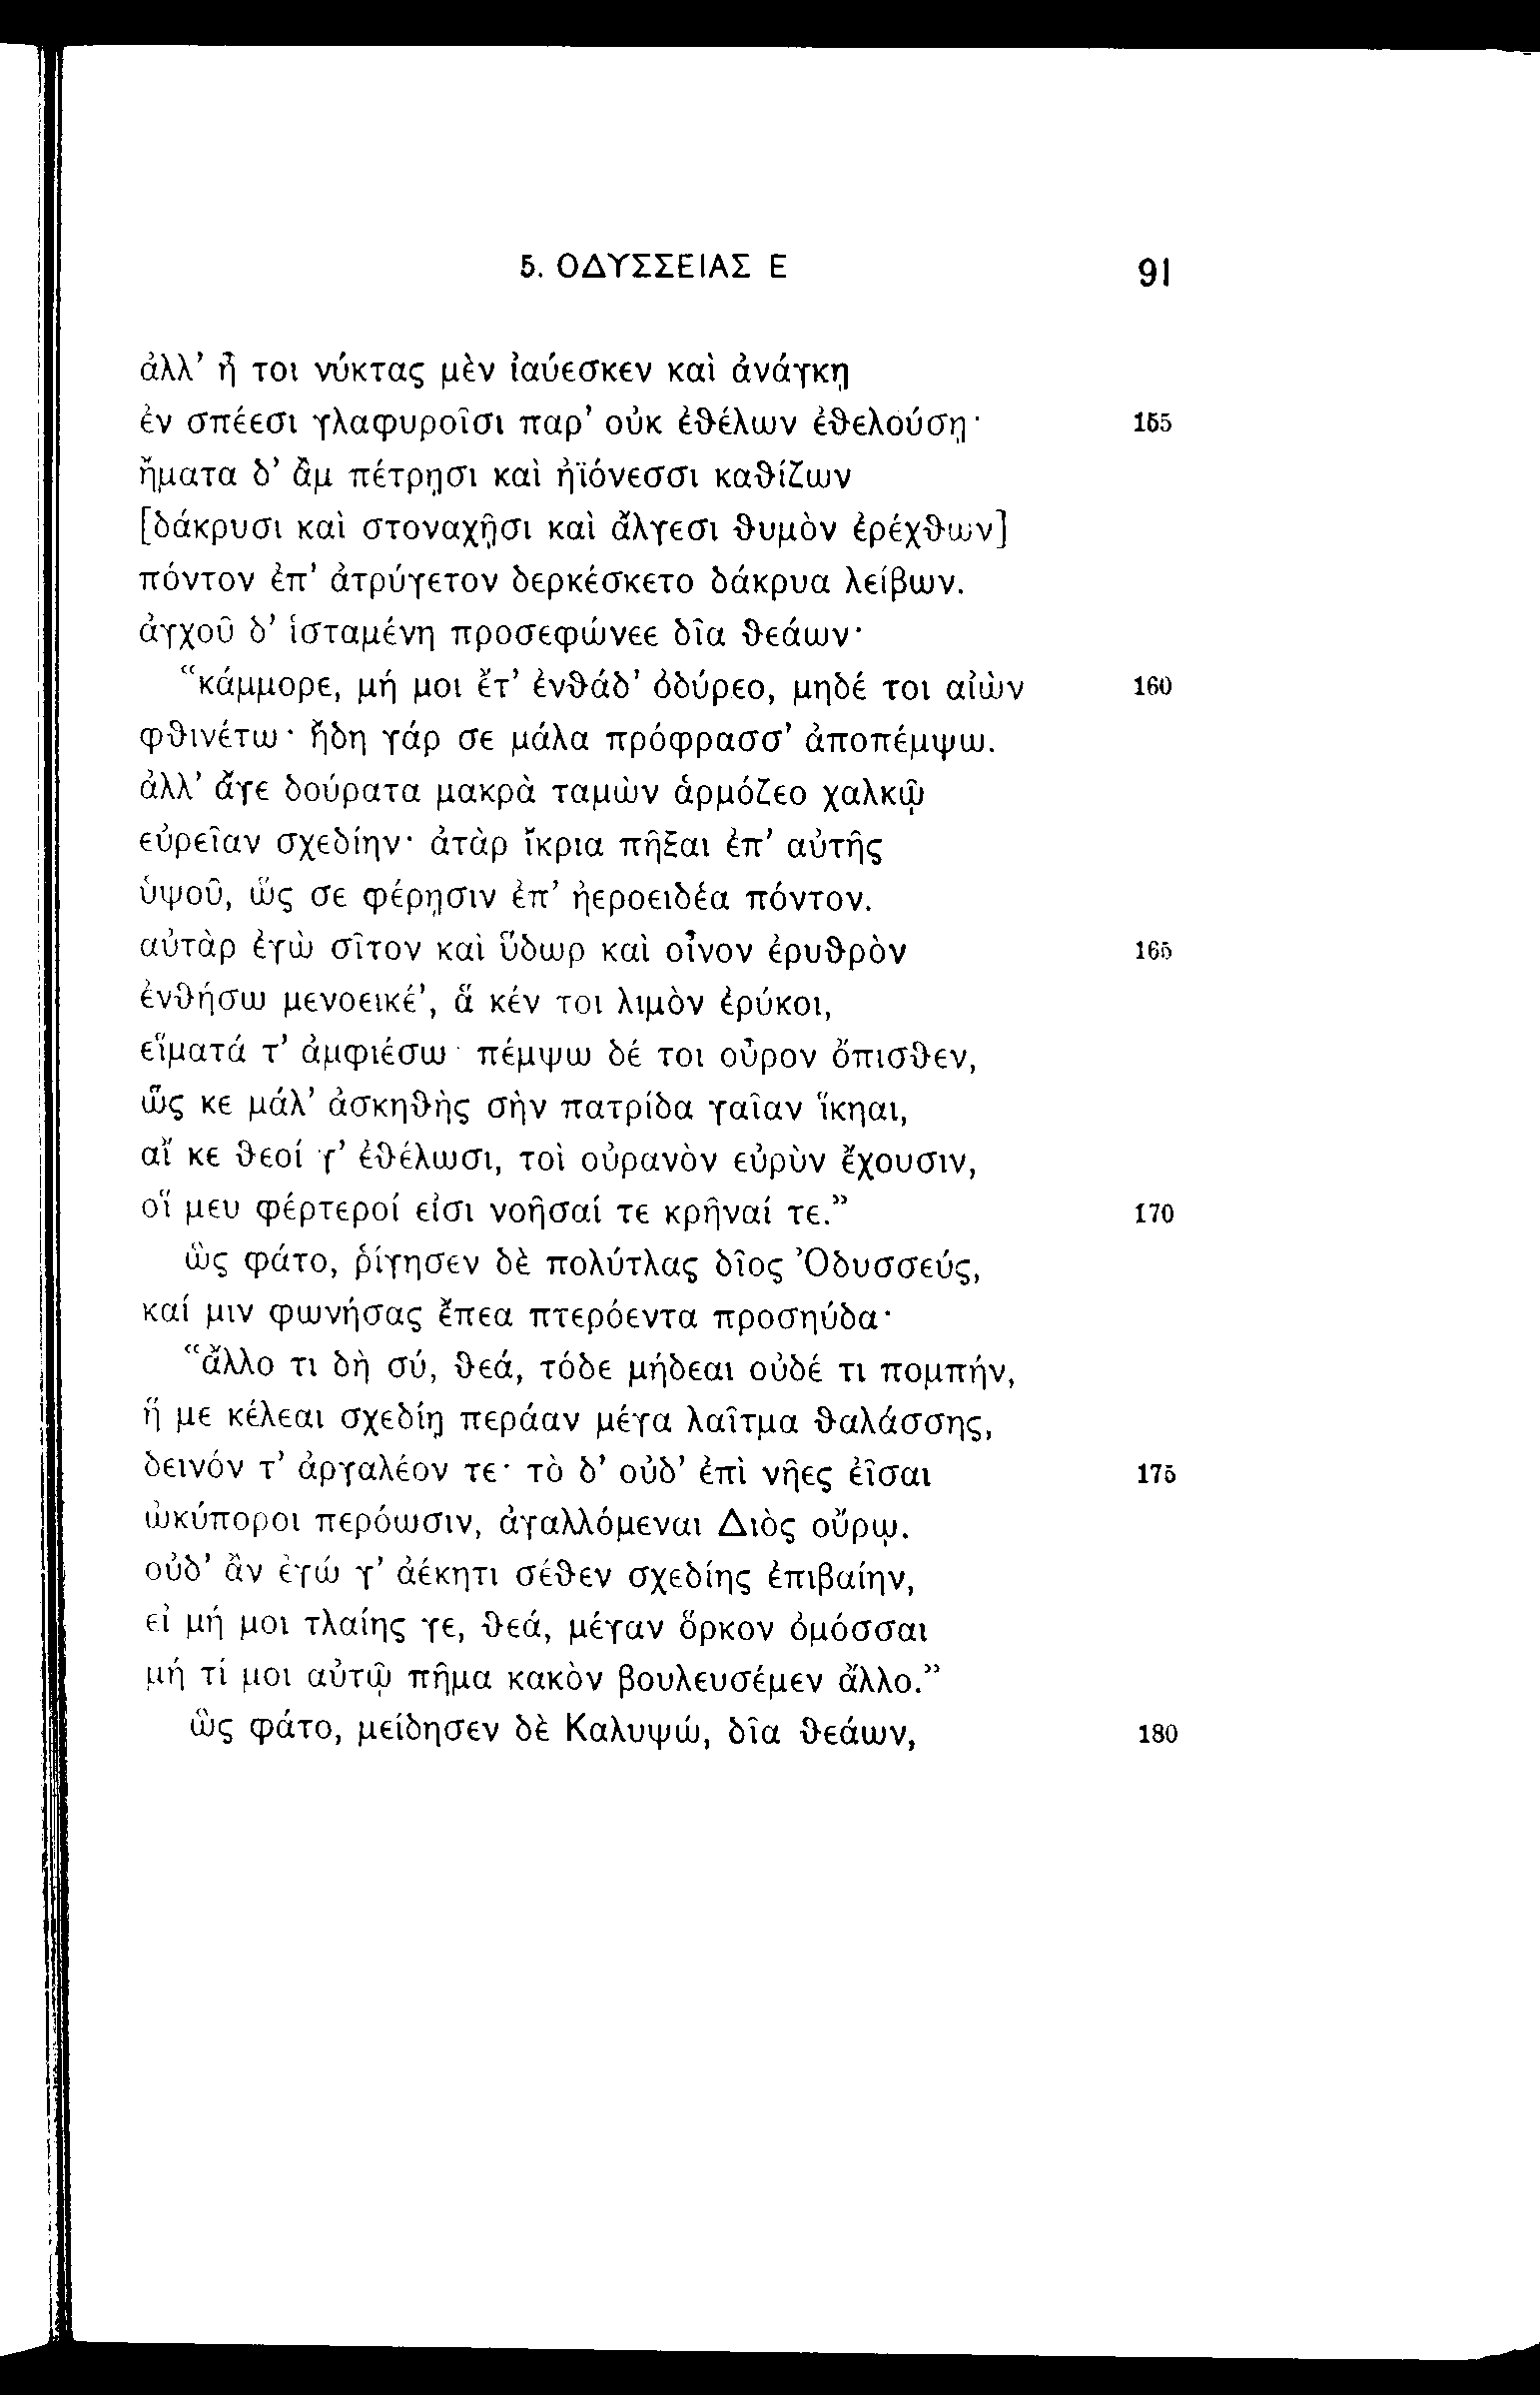 5. ΟΔΥΣΣΕΙΑΣ Ε 91
ἀλλ’ ἦ τοι νύκτας μὲν ἰαύεσκεν καὶ ἀνάγκῃ
ἐν σπέεσι γλαφυροῖσι παρ’ οὐκ ἐθέλων ἐθελούσῃ· 155
ἤματα δ’ ἂμ πέτρῃσι καὶ ἠϊόνεσσι καθίζων
[δάκρυσι καὶ στοναχῇσι καὶ ἄλγεσι θυμὸν ἐρέχθων]
πόντον ἐπ’ ἀτρύγετον δερκέσκετο δάκρυα λείβων.
ἀγχοῦ δ’ ἱσταμένη προσεφώνεε δῖα θεάων·
“κάμμορε, μή μοι ἔτ’ ἐνθάδ’ ὀδύρεο, μηδέ τοι αἰὼν 160
φθινέτω· ἤδη γάρ σε μάλα πρόφρασσ’ ἀποπέμψω.
ἀλλ’ ἄγε δούρατα μακρὰ ταμὼν ἁρμόζεο χαλκῷ
εὐρεῖαν σχεδίην· ἀτὰρ ἴκρια πῆξαι ἐπ’ αὐτῆς
ὑψοῦ, ὥς σε φέρῃσιν ἐπ’ ἠεροειδέα πόντον.
αὐτὰρ ἐγὼ σῖτον καὶ ὕδωρ καὶ οἶνον ἐρυθρὸν 165
ἐνθήσω μενοεικέ’, ἅ κέν τοι λιμὸν ἐρύκοι,
εἵματά τ’ ἀμφιέσω· πέμψω δέ τοι οὖρον ὄπισθεν,
ὥς κε μάλ’ ἀσκηθὴς σὴν πατρίδα γαῖαν ἵκηαι,
αἴ κε θεοί γ’ ἐθέλωσι, τοὶ οὐρανὸν εὐρὺν ἔχουσιν,
οἵ μευ φέρτεροί εἰσι νοῆσαί τε κρῆναί τε.” 170
ὣς φάτο, ῥίγησεν δὲ πολύτλας δῖος Ὀδυσσεύς,
καί μιν φωνήσας ἔπεα πτερόεντα προσηύδα·
“ἄλλο τι δὴ σύ, θεά, τόδε μήδεαι οὐδέ τι πομπήν,
ἥ με κέλεαι σχεδίῃ περάαν μέγα λαῖτμα θαλάσσης,
δεινόν τ’ ἀργαλέον τε· τὸ δ’ οὐδ’ ἐπὶ νῆες ἐῖσαι 175
ὠκύποροι περόωσιν, ἀγαλλόμεναι Διὸς οὔρῳ.
οὐδ’ ἂν ἐγώ γ’ ἀέκητι σέθεν σχεδίης ἐπιβαίην,
εἰ μή μοι τλαίης γε, θεά, μέγαν ὅρκον ὀμόσσαι
μή τί μοι αὐτῷ πῆμα κακὸν βουλευσέμεν ἄλλο.”
ὣς φάτο, μείδησεν δὲ Καλυψώ, δῖα θεάων, 180